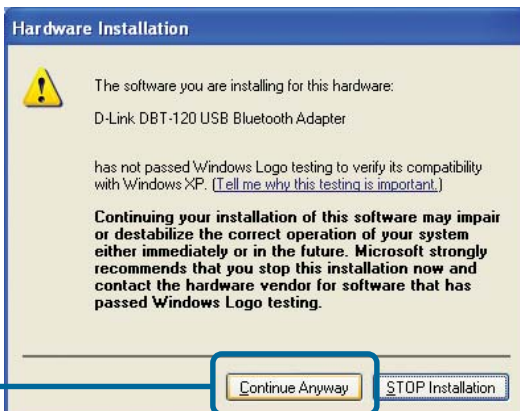 Hardware Installation
The software you are installing for this hardware:
D-Link DBT-120 USB Bluetooth Adapter
has not passed Windows Logo testing to verify its compatibility
with Windows XP. (Tell me why this testing is important.)
Continuing your installation of this software may impair
or destabilize the correct operation of your system
either immediately or in the future. Microsoft strongly
recommends that you stop this installation now and
contact the hardware vendor for software that has
passed Windows Logo testing.
Continue Anyway STOP Installation